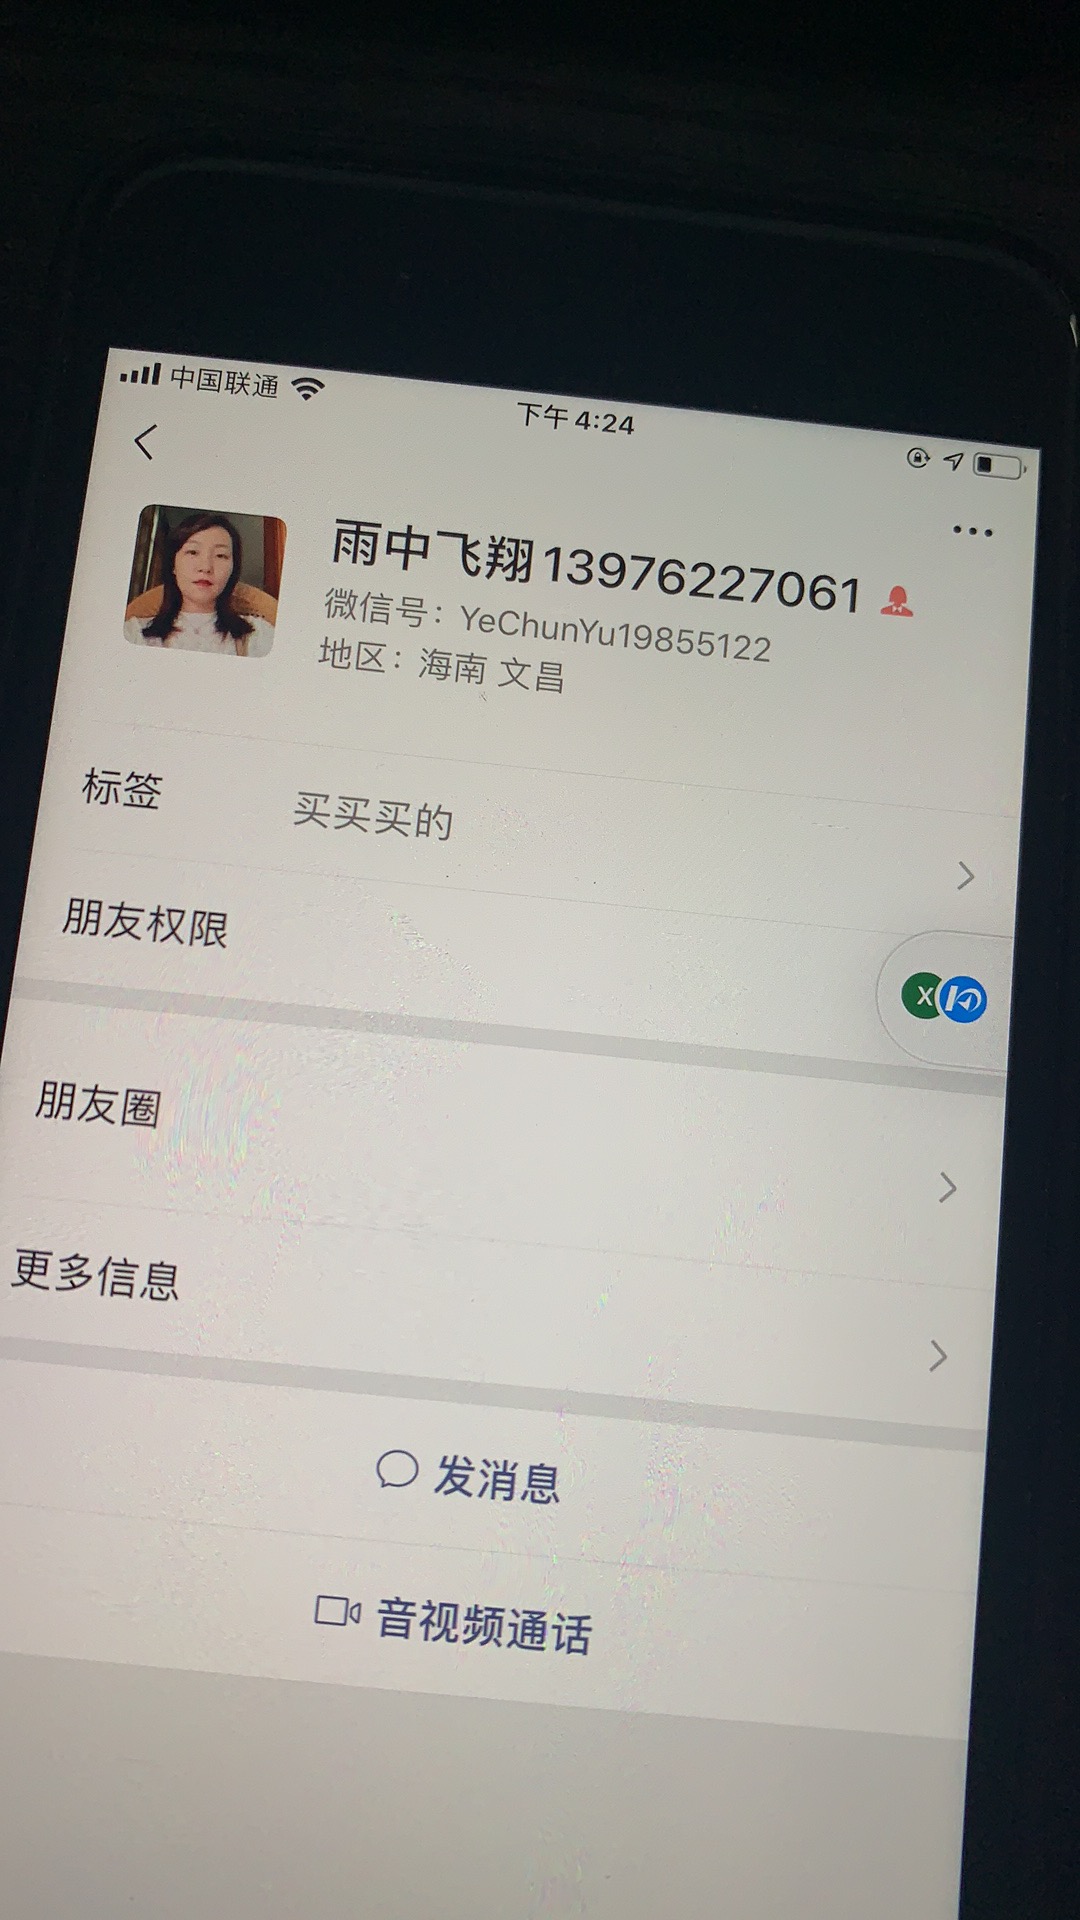 中国联通
下午4:24
雨中飞翔13976227061
微信号：YeChunYu19855122
地区：海南 文昌
标签 买买买的
朋友权限
X
朋友圈
更多信息
发消息
音视频通话